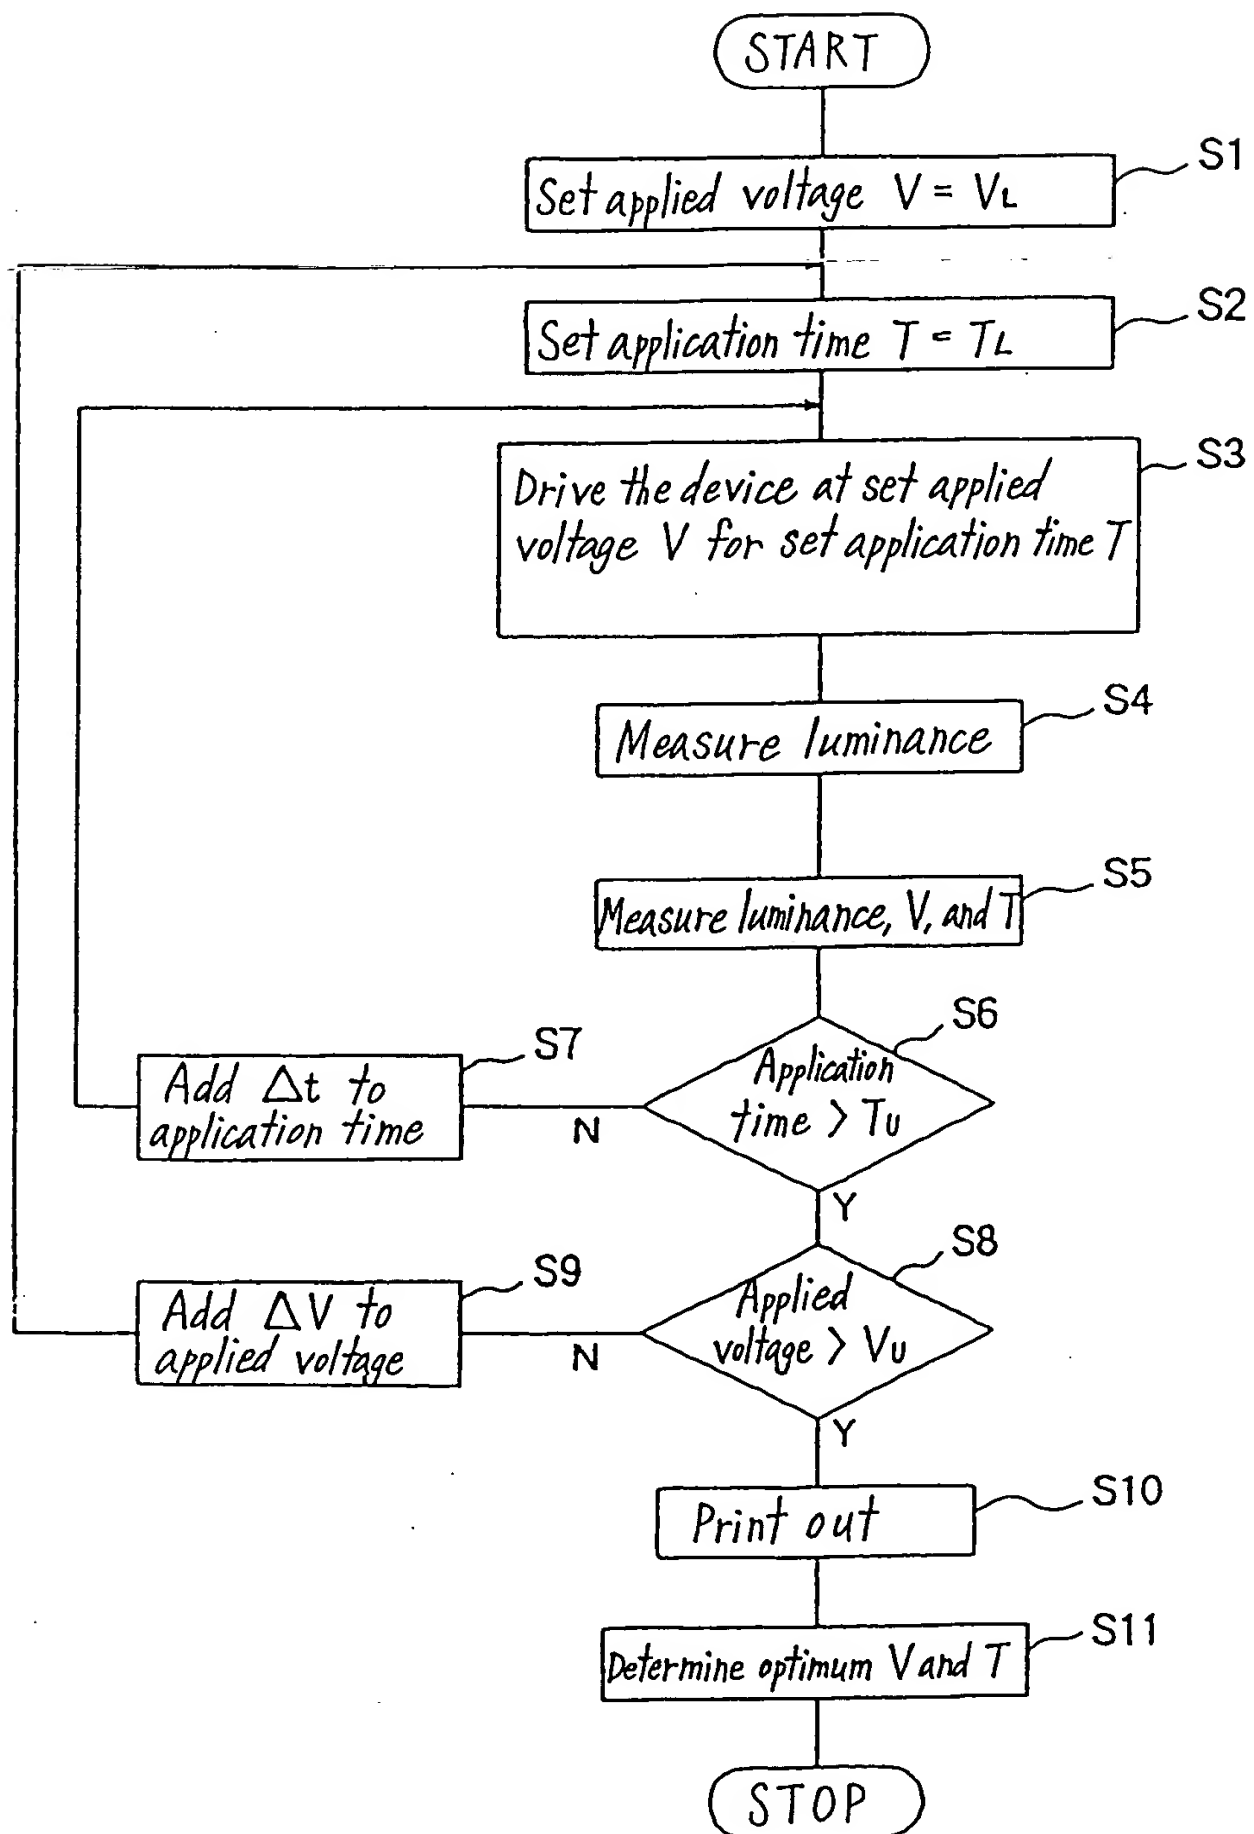 START
S1
Set applied voltage V = VL
S2
Set application time T = TL
S3
Drive the device at set applied
voltage V for set application time T
S4
Measure luminance
S5
Measure luminance, V, and T
S6
Application
time > TU
S7
Add Δt to
application time
N
Y
S8
Applied
voltage > VU
S9
Add ΔV to
applied voltage
N
Y
S10
Print out
S11
Determine optimum V and T
STOP